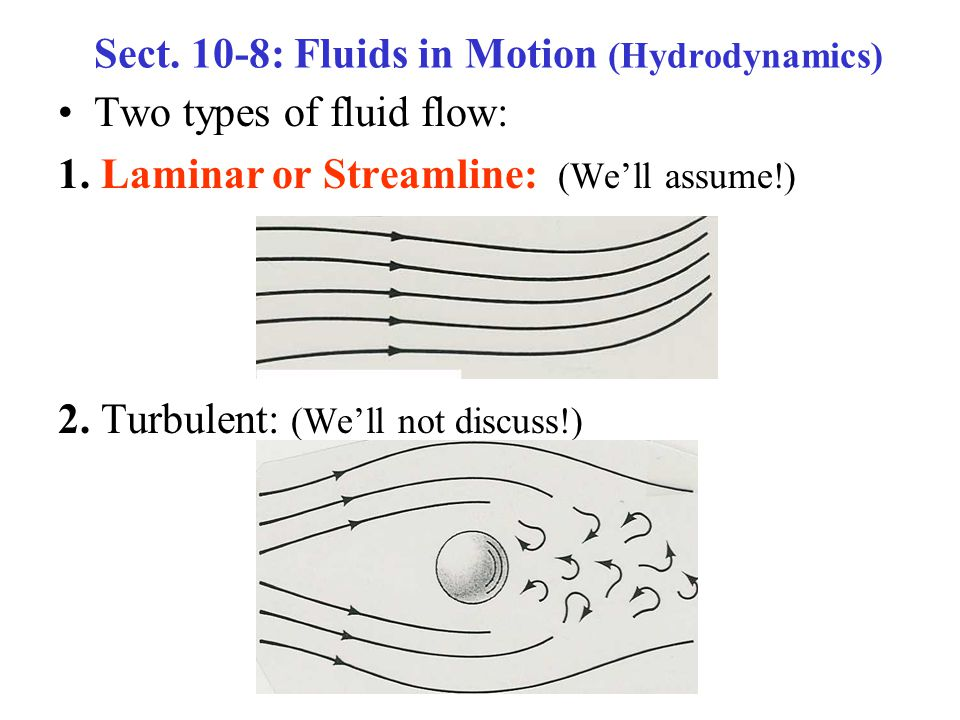 Sect. 10-8: Fluids in Motion (Hydrodynamics)
• Two types of fluid flow:
1. Laminar or Streamline: (We’ll assume!)
2. Turbulent: (We’ll not discuss!)